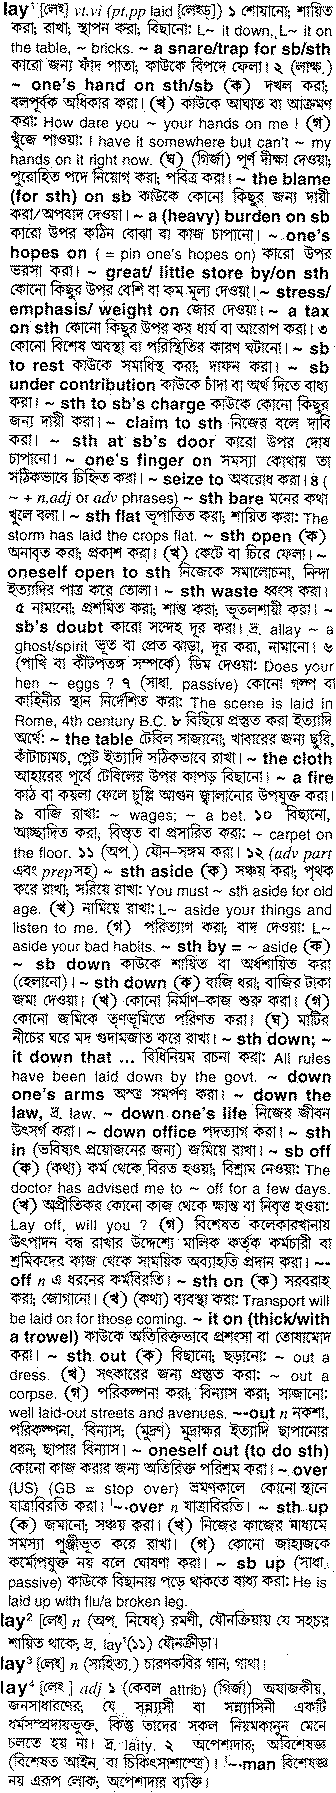 lay¹ [লেই] vt.vi (pt,pp laid [লেইড্]) ১ শোয়ানো; শায়িত
করা; রাখা; স্থাপন করা; বিছানো: L~ it down, L~ it on
the table, ~ bricks. ~ a snare/trap for sb/sth
কারো জন্য ফাঁদ পাতা; কাউকে বিপদে ফেলা। ২ (লাক্ষ.)
~ one's hand on sth/sb (ক) দখল করা;
বলপূর্বক অধিকার করা। (খ) কাউকে আঘাত বা আক্রমণ
করা: How dare you ~ your hands on me ! (গ)
খুঁজে পাওয়া: I have it somewhere but can't ~ my
hands on it right now. (ঘ) (গির্জা) পূর্ণ দীক্ষা দেওয়া;
পুরোহিত পদে নিয়োগ করা; পবিত্র করা। ~ the blame
(for sth) on sb কাউকে কোনো কিছুর জন্য দায়ী
করা/অপবাদ দেওয়া। ~ a (heavy) burden on sb
কারো উপর কঠিন বোঝা বা কাজ চাপানো। ~ one's
hopes on ( = pin one's hopes on) কারো উপর
ভরসা করা। ~ great/ little store by/on sth
কোনো কিছুর উপর বেশি বা কম মূল্য দেওয়া। ~ stress/
emphasis/ weight on জোর দেওয়া। ~ a tax
on sth কোনো কিছুর উপর কর ধার্য বা আরোপ করা। ৩
কোনো বিশেষ অবস্থা বা পরিস্থিতির কারণ ঘটানো। ~ sb
to rest কাউকে সমাধিস্থ করা; দাফন করা। ~ sb
under contribution কাউকে চাঁদা বা অর্থ দিতে বাধ্য
করা। ~ sth to sb's charge কাউকে কোনো কিছুর
জন্য দায়ী করা। ~ claim to sth নিজের বলে দাবি
করা। ~ sth at sb's door কারো উপর দোষ
চাপানো। ~ one's finger on সমস্যা কোথায় তা
সঠিকভাবে চিহ্নিত করা। ~ seize to অবরোধ করা। ৪ (
~ + n,adj or adv phrases) ~ sth bare মনের কথা
খুলে বলা। ~ sth flat ভূপাতিত করা; শায়িত করা: The
storm has laid the crops flat. ~ sth open (ক)
অনাবৃত করা; প্রকাশ করা। (খ) কেটে বা চিরে ফেলা। ~
oneself open to sth নিজেকে সমালোচনা, নিন্দা
ইত্যাদির পাত্র করে তোলা। ~ sth waste ধ্বংস করা।
৫ নামানো; প্রশমিত করা; শান্ত করা; ভূতলশায়ী করা।
~ sb's doubt কারো সন্দেহ দূর করা। দ্র. allay ~ a
ghost/spirit ভূত বা প্রেত ঝাড়া, দূর করা, নামানো। ৬
(পাখি বা কীটপতঙ্গ সম্পর্কে) ডিম দেওয়া: Does your
hen ~ eggs ? ৭ (সাধা. passive) কোনো গল্প বা
কাহিনীর স্থান নির্দেশিত করা: The scene is laid in
Rome, 4th century B.C. ৮ বিছিয়ে প্রস্তুত করা ইত্যাদি
অর্থে: ~ the table টেবিল সাজানো; খাবারের জন্য ছুরি,
কাঁটাচামচ, প্লেট ইত্যাদি সঠিকভাবে রাখা। ~ the cloth
আহারের পূর্বে টেবিলের উপর কাপড় বিছানো। ~ a fire
কাঠ বা কয়লা ফেলে চুল্লি আগুন জ্বালানোর উপযুক্ত করা।
৯ বাজি রাখা: ~ wages; ~ a bet. ১০ বিছানো,
আচ্ছাদিত করা, বিস্তৃত বা প্রসারিত করা: ~ carpet on
the floor. ১১ (অপ.) যৌন-সঙ্গম করা। ১২ (adv part
এবং prep সহ) ~ sth aside (ক) সঞ্চয় করা; পৃথক
করে রাখা; সরিয়ে রাখা: You must ~ sth aside for old
age. (খ) নামিয়ে রাখা: L~ aside your things and
listen to me. (গ) পরিত্যাগ করা; বাদ দেওয়া: L~
aside your bad habits. ~ sth by = ~ aside (ক)
~ sb down কাউকে শায়িত বা অর্ধশায়িত করা
(হেলানো)। ~ sth down (ক) বাজি ধরা; বাজির টাকা
জমা দেওয়া। (খ) কোনো নির্মাণ-কাজ শুরু করা। (গ)
কোনো জমিকে তৃণভূমিতে পরিণত করা। (ঘ) মাটির
নীচের ঘরে মদ গুদামজাত করে রাখা। ~ sth down; ~
it down that ... বিধিনিয়ম রচনা করা: All rules
have been laid down by the govt. ~ down
one's arms অস্ত্র সমর্পণ করা। ~ down the
law, দ্র. law. ~ down one's life নিজের জীবন
উৎসর্গ করা। ~ down office পদত্যাগ করা। ~ sth
in (ভবিষ্যৎ প্রয়োজনের জন্য) জমিয়ে রাখা। ~ sb off
(ক) (কথ্য) কর্ম থেকে বিরত হওয়া; বিশ্রাম নেওয়া: The
doctor has advised me to ~ off for a few days.
(খ) অপ্রীতিকর কোনো কাজ থেকে ক্ষান্ত বা নিবৃত্ত হওয়া:
Lay off, will you ? (গ) বিশেষত কলেকারখানায়
উৎপাদন বন্ধ রাখার উদ্দেশ্যে মালিক কর্তৃক কর্মচারী বা
শ্রমিকদের কাজ থেকে সাময়িক অব্যাহতি প্রদান করা। ~-
off n এ ধরনের কর্মবিরতি। ~ sth on (ক) সরবরাহ
করা; জোগানো। (খ) (কথ্য) ব্যবস্থা করা: Transport will
be laid on for those coming. ~ it on (thick/with
a trowel) কাউকে অতিরিক্তভাবে প্রশংসা বা তোষামোদ
করা। ~ sth out (ক) বিছানো; ছড়ানো: ~ out a
dress. (খ) সৎকারের জন্য প্রস্তুত করা: ~ out a
corpse. (গ) পরিকল্পনা করা; বিন্যাস করা; সাজানো:
well laid-out streets and avenues. ~-out n নকশা,
পরিকল্পনা, বিন্যাস; (মুদ্রণ) মুদ্রাক্ষর ইত্যাদি ছাপানোর
ধরন; ছাপার বিন্যাস। ~ oneself out (to do sth)
কোনো কাজ করার জন্য অতিরিক্ত পরিশ্রম করা। ~ over
(US) (GB = stop over) ভ্রমণকালে কোনো স্থানে
যাত্রাবিরতি করা। '~-over n যাত্রাবিরতি। ~ sth up
(ক) জমানো; সঞ্চয় করা। (খ) নিজের কাজের মাধ্যমে
সমস্যা পুঞ্জীভূত করে রাখা। (গ) কোনো জাহাজকে
কর্মোপযুক্ত নয় বলে ঘোষণা করা। ~ sb up (সাধা.
passive) কাউকে বিছানায় পড়ে থাকতে বাধ্য করা: He is
laid up with flu/a broken leg.
lay² [লেই] n (অপ. নিষেধ) রমণী, যৌনক্রিয়ায় যে সহচর
শায়িত থাকে, দ্র. lay¹(১১) যৌনক্রীড়া।
lay³ [লেই] n (সাহিত্য.) চারণকবির গান; গাথা।
lay⁴ [লেই] adj ১ (কেবল attrib) (গির্জা) অযাজকীয়,
জনসাধারণের; যে সন্ন্যাসী বা সন্ন্যাসিনী একটি
ধর্মসম্প্রদায়ভুক্ত, কিন্তু তাদের সকল নিয়মকানুন মেনে
চলতে হয় না। দ্র. laity. ২ অপেশাদার; অবিশেষজ্ঞ
(বিশেষত আইন, বা চিকিৎসাশাস্ত্রে)। '~-man বিশেষজ্ঞ
নয় এরূপ লোক; অপেশাদার ব্যক্তি।